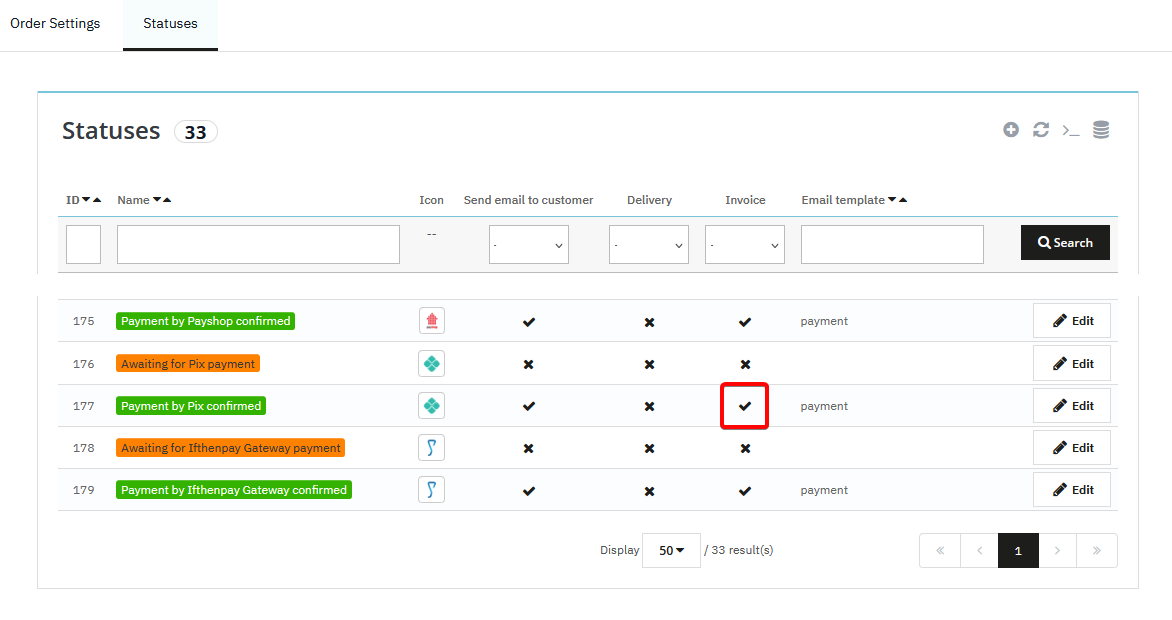 Order Settings Statuses
Statuses 33
ID Name Icon Send email to customer Delivery Invoice Email template
-- - - - Search
175 Payment by Payshop confirmed payment Edit
176 Awaiting for Pix payment Edit
177 Payment by Pix confirmed payment Edit
178 Awaiting for Ifthenpay Gateway payment Edit
179 Payment by Ifthenpay Gateway confirmed payment Edit
Display 50 / 33 result(s) « ‹ 1 › »